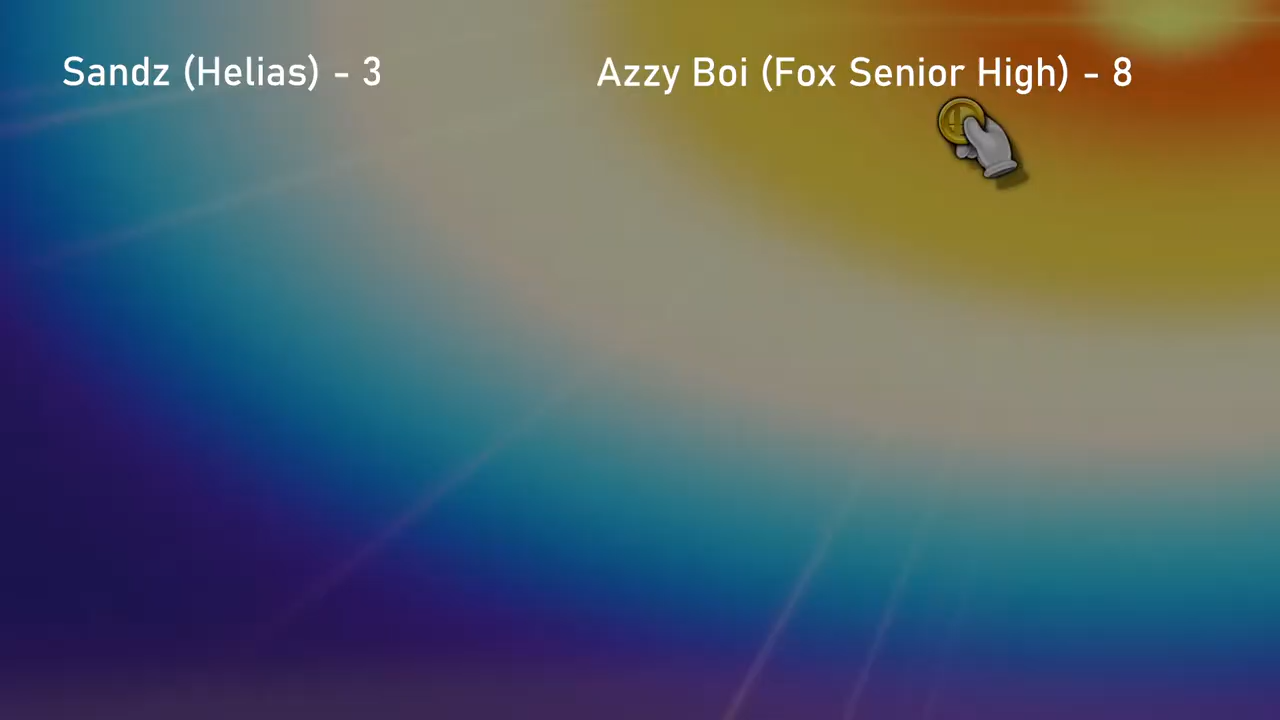 Sandz (Helias) - 3
Azzy Boi (Fox Senior High) - 8